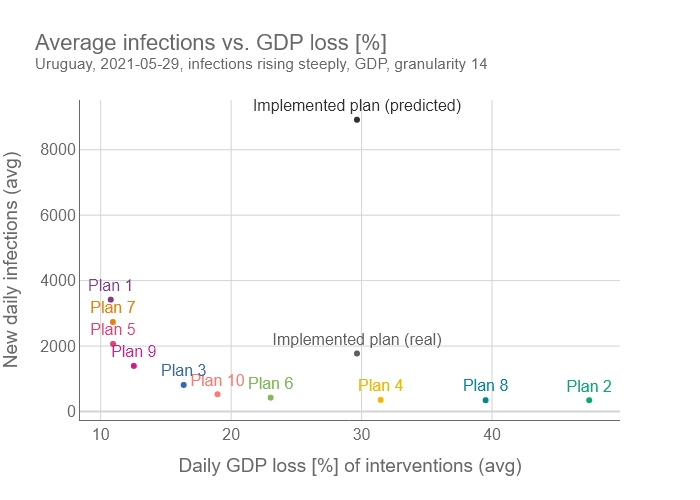 Average infections vs. GDP loss [%]
Uruguay, 2021-05-29, infections rising steeply, GDP, granularity 14
Implemented plan (predicted)
8000
6000
4000
Plan 1
Plan 7
Plan 5
Implemented plan (real)
2000
Plan 9
Plan 3
Plan 10
Plan 6
Plan 4
Plan 8
Plan 2
0
10
20
30
40
New daily infections (avg)
Daily GDP loss [%] of interventions (avg)